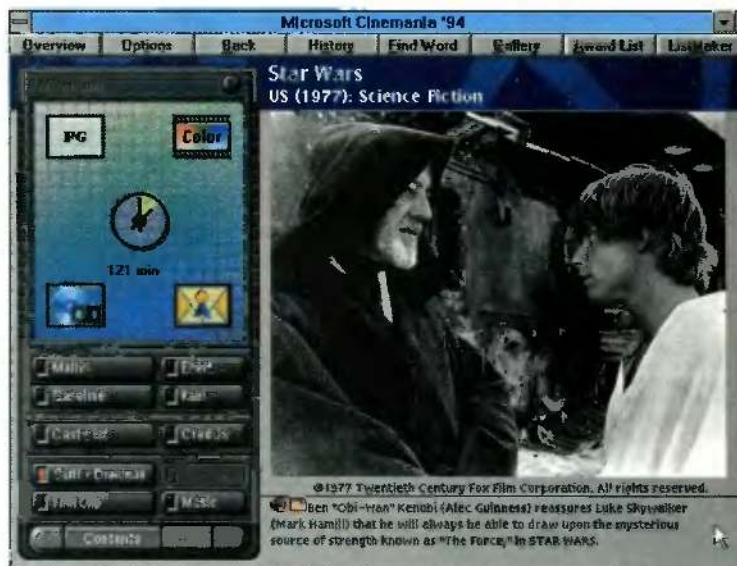 Microsoft Cinemania '94
Overview Options Back History Find Word Gallery Award List ListMaker
Star Wars
US (1977): Science Fiction
PG Color
121 min
Cast
Music
Contents
©1977 Twentieth Century Fox Film Corporation. All rights reserved.
Ben "Obi-Wan" Kenobi (Alec Guinness) reassures Luke Skywalker
(Mark Hamill) that he will always be able to draw upon the mysterious
source of strength known as "The Force," in STAR WARS.